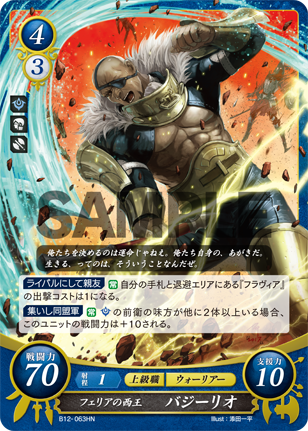 4
3
SAMPLE
俺たちを決めるのは運命じゃねえ。俺たち自身の、あがきだ。
生きる、ってのは、そういうことなんだぜ。
ライバルにして親友 常 自分の手札と退避エリアにある『フラヴィア』
の出撃コストは1になる。
集いし同盟軍 常 の前衛の味方が他に2体以上いる場合、
このユニットの戦闘力は+10される。
戦闘力
70
射程 1 上級職 ウォーリアー
支援力
10
フェリアの西王 バジーリオ
B12-063HN
Illust:漆田一平